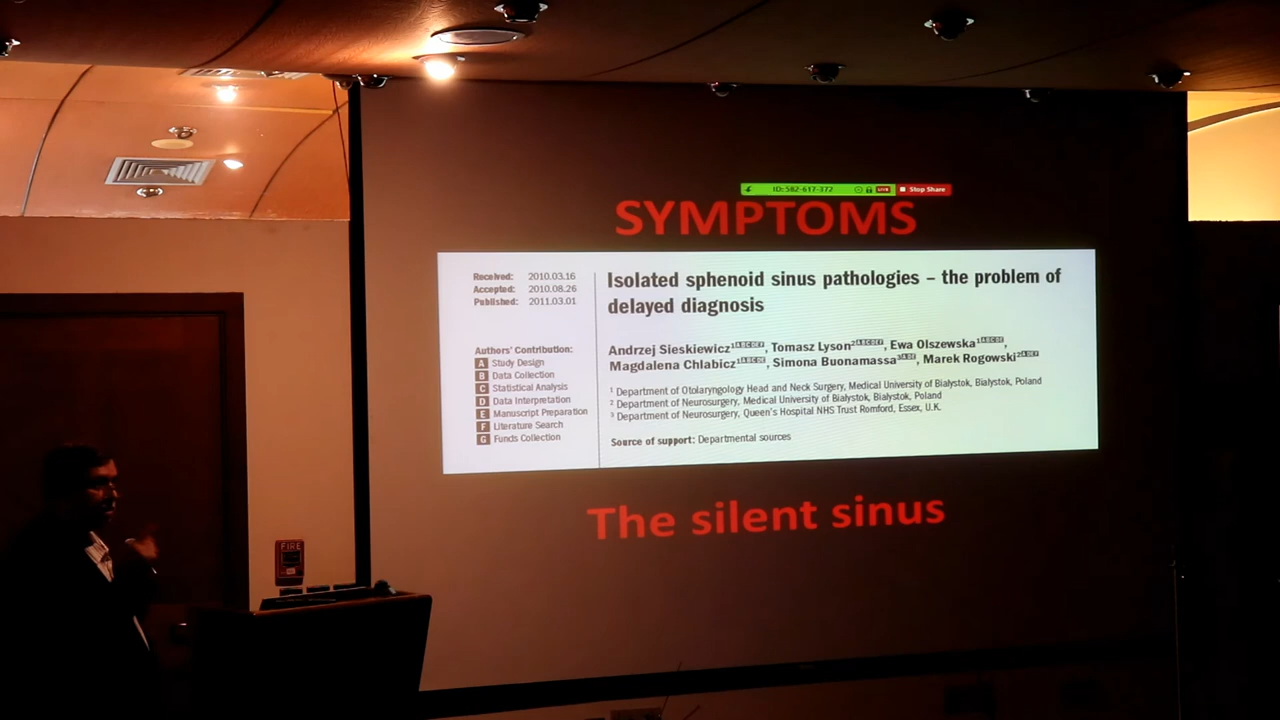 ID: 582-617-372 LIVE Stop Share
SYMPTOMS
Received: 2010.03.16
Accepted: 2010.08.26
Published: 2011.03.01
Isolated sphenoid sinus pathologies – the problem of
delayed diagnosis
Authors' Contribution:
A Study Design
B Data Collection
C Statistical Analysis
D Data Interpretation
E Manuscript Preparation
F Literature Search
G Funds Collection
Andrzej Sieskiewicz, Tomasz Lyson, Ewa Olszewska,
Magdalena Chlabicz, Simona Buonamassa, Marek Rogowski
1 Department of Otolaryngology Head and Neck Surgery, Medical University of Bialystok, Bialystok, Poland
2 Department of Neurosurgery, Medical University of Bialystok, Bialystok, Poland
3 Department of Neurosurgery, Queen's Hospital NHS Trust Romford, Essex, U.K.
Source of support: Departmental sources
The silent sinus
FIRE